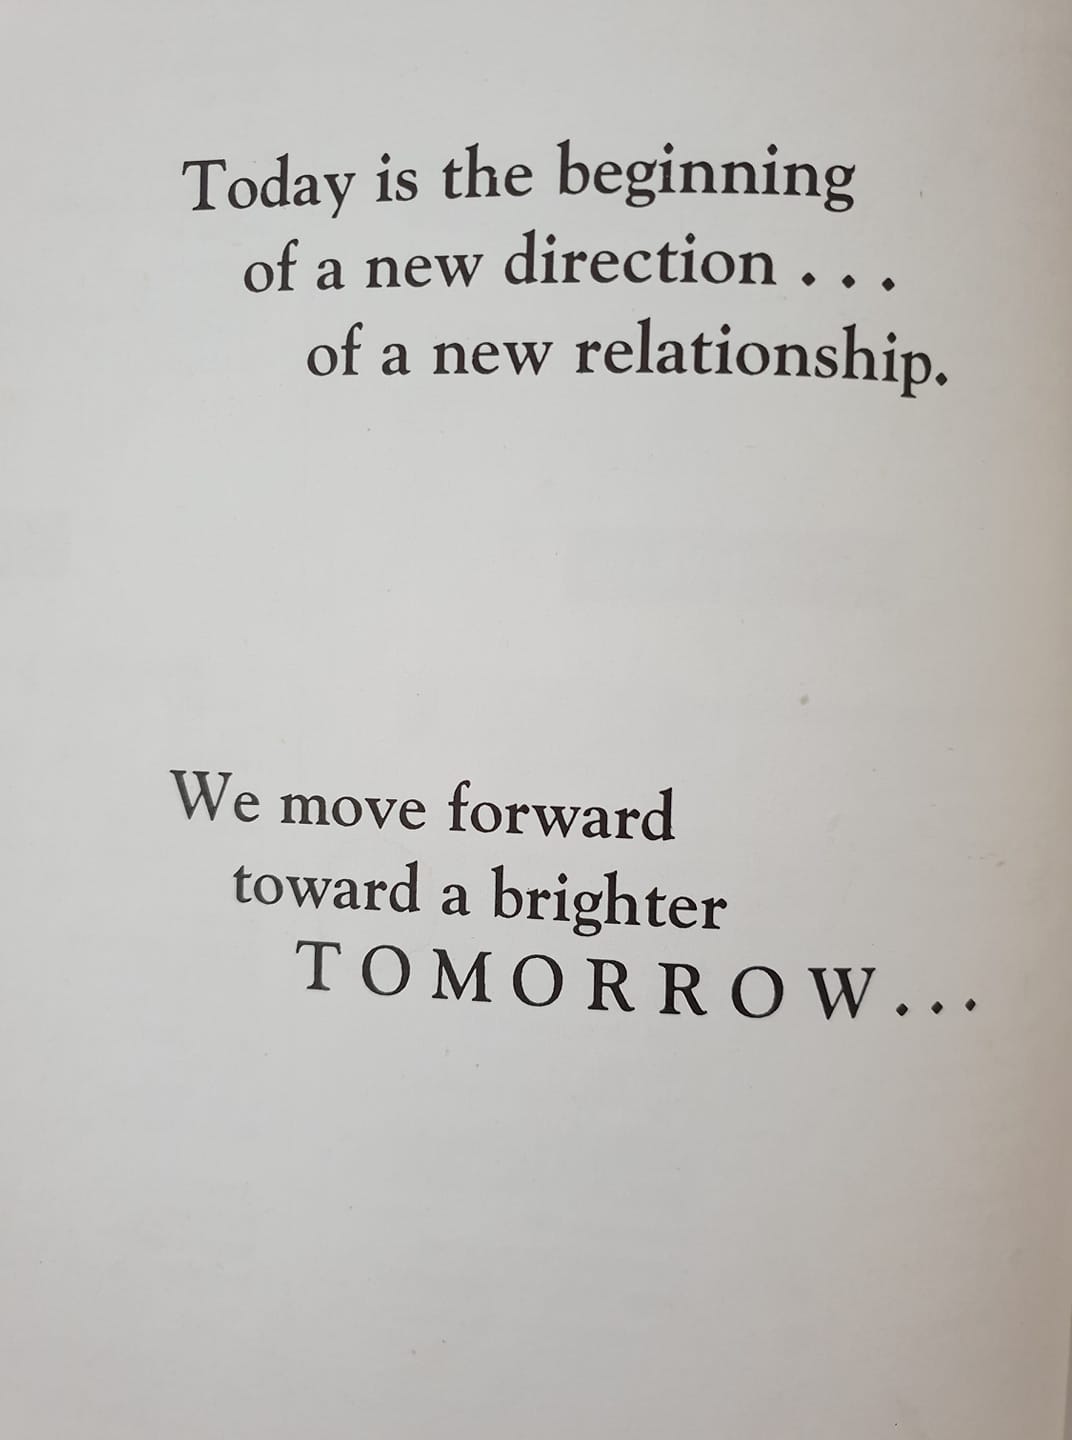 Today is the beginning
of a new direction . . .
of a new relationship.
We move forward
toward a brighter
TOMORROW . . .